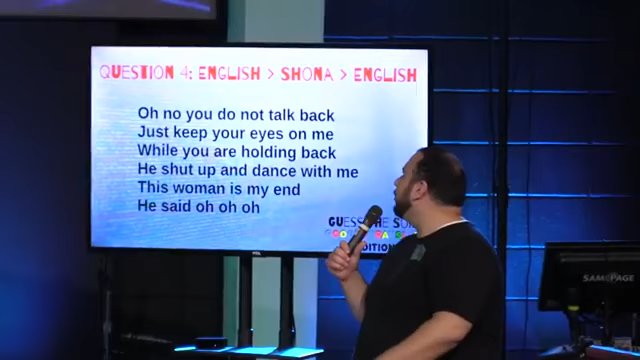 QUESTION 4: ENGLISH > SHONA > ENGLISH
Oh no you do not talk back
Just keep your eyes on me
While you are holding back
He shut up and dance with me
This woman is my end
He said oh oh oh
GUESS THE
TCL